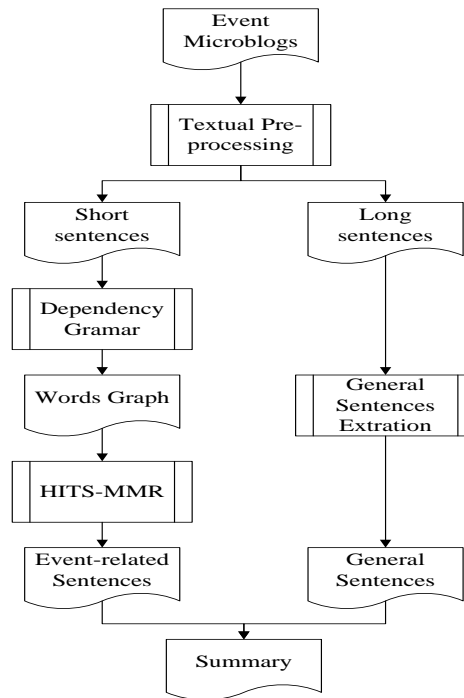 Event
Microblogs
Textual Pre-
processing
Short
sentences
Long
sentences
Dependency
Gramar
Words Graph
General
Sentences
Extration
HITS-MMR
Event-related
Sentences
General
Sentences
Summary